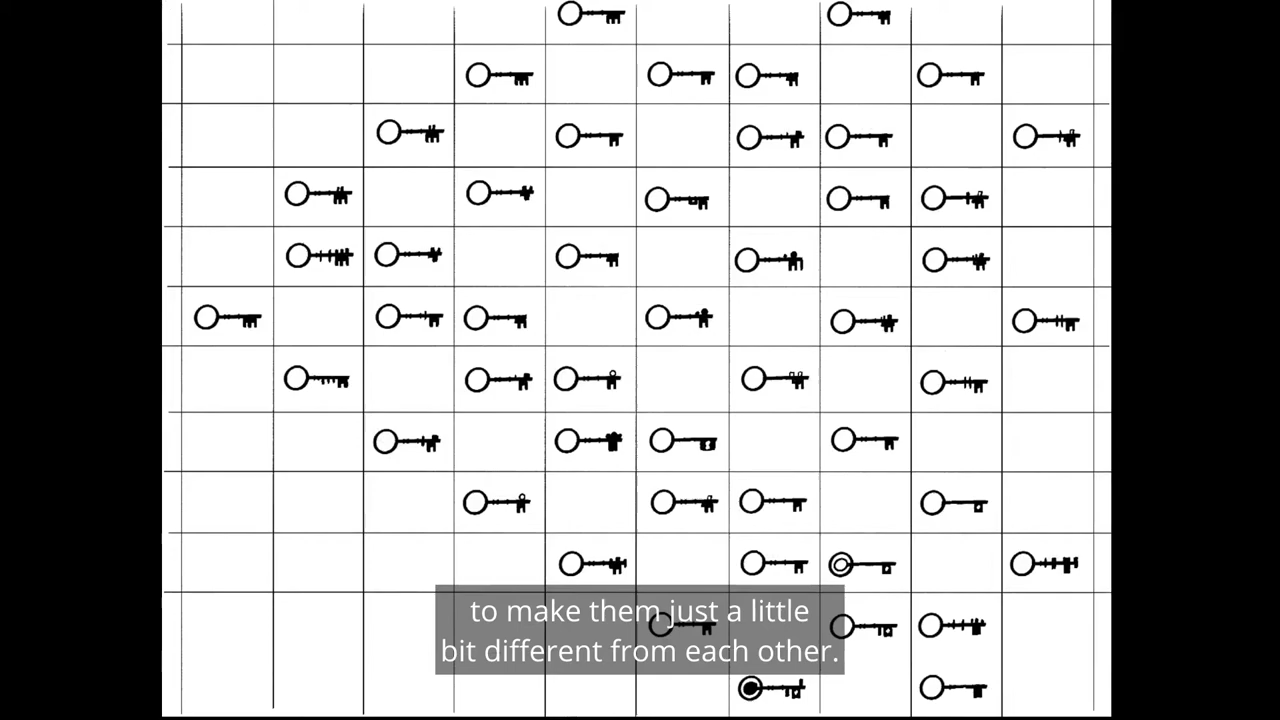 to make them just a little
bit different from each other.